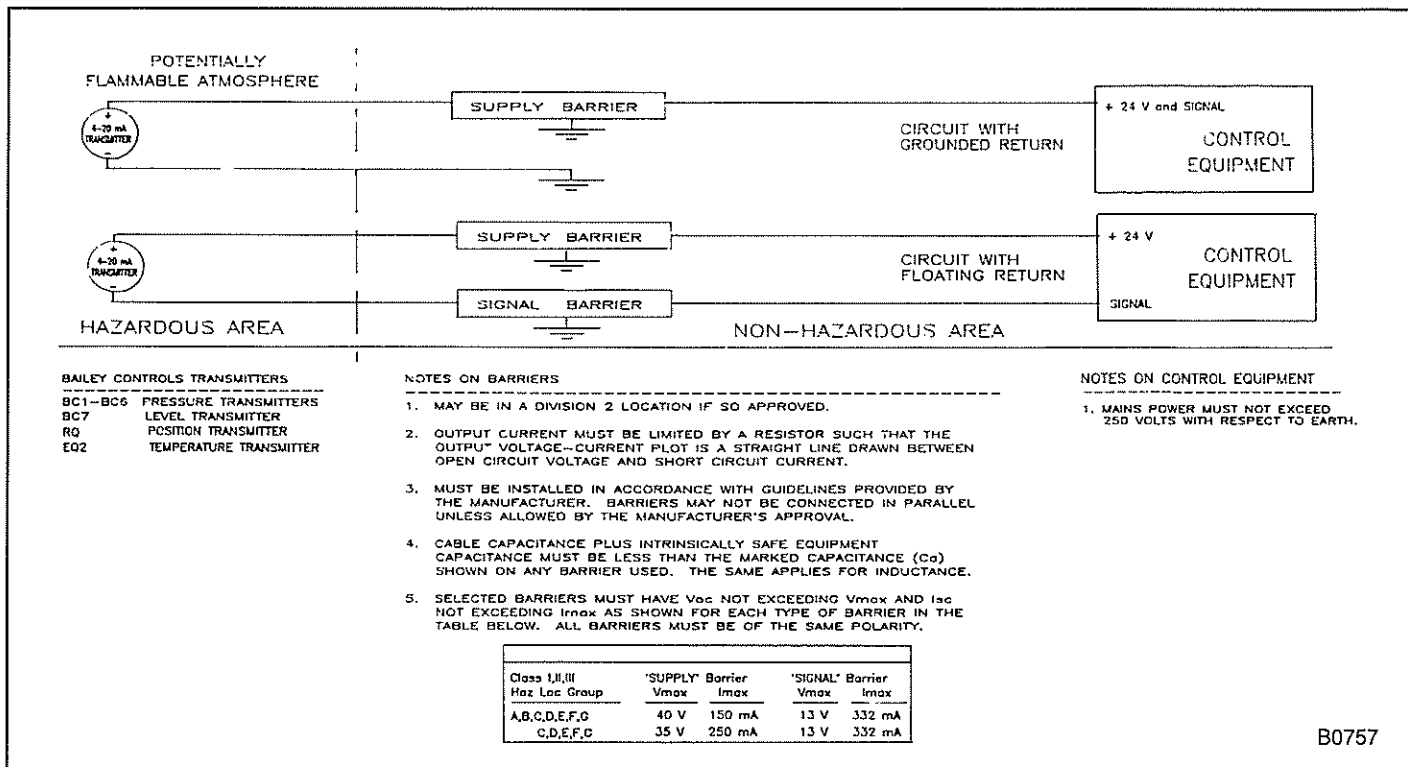 POTENTIALLY
FLAMMABLE ATMOSPHERE
+
4-20 mA
TRANSMITTER
−
SUPPLY BARRIER
CIRCUIT WITH
GROUNDED RETURN
+ 24 V and SIGNAL
CONTROL
EQUIPMENT
+
4-20 mA
TRANSMITTER
−
SUPPLY BARRIER
SIGNAL BARRIER
CIRCUIT WITH
FLOATING RETURN
+ 24 V
CONTROL
EQUIPMENT
SIGNAL
HAZARDOUS AREA
NON-HAZARDOUS AREA
BAILEY CONTROLS TRANSMITTERS
BC1-BC6 PRESSURE TRANSMITTERS
BC7 LEVEL TRANSMITTER
RQ POSITION TRANSMITTER
EQ2 TEMPERATURE TRANSMITTER
NOTES ON BARRIERS
1. MAY BE IN A DIVISION 2 LOCATION IF SO APPROVED.
2. OUTPUT CURRENT MUST BE LIMITED BY A RESISTOR SUCH THAT THE
OUTPUT VOLTAGE-CURRENT PLOT IS A STRAIGHT LINE DRAWN BETWEEN
OPEN CIRCUIT VOLTAGE AND SHORT CIRCUIT CURRENT.
3. MUST BE INSTALLED IN ACCORDANCE WITH GUIDELINES PROVIDED BY
THE MANUFACTURER. BARRIERS MAY NOT BE CONNECTED IN PARALLEL
UNLESS ALLOWED BY THE MANUFACTURER'S APPROVAL.
4. CABLE CAPACITANCE PLUS INTRINSICALLY SAFE EQUIPMENT
CAPACITANCE MUST BE LESS THAN THE MARKED CAPACITANCE (Ca)
SHOWN ON ANY BARRIER USED. THE SAME APPLIES FOR INDUCTANCE.
5. SELECTED BARRIERS MUST HAVE Voc NOT EXCEEDING Vmax AND Isc
NOT EXCEEDING Imax AS SHOWN FOR EACH TYPE OF BARRIER IN THE
TABLE BELOW. ALL BARRIERS MUST BE OF THE SAME POLARITY.
NOTES ON CONTROL EQUIPMENT
1. MAINS POWER MUST NOT EXCEED
250 VOLTS WITH RESPECT TO EARTH.
Class I,II,III 'SUPPLY' Barrier 'SIGNAL' Barrier
Haz Loc Group Vmax Imax Vmax Imax
A,B,C,D,E,F,G 40 V 150 mA 13 V 332 mA
C,D,E,F,G 35 V 250 mA 13 V 332 mA
B0757